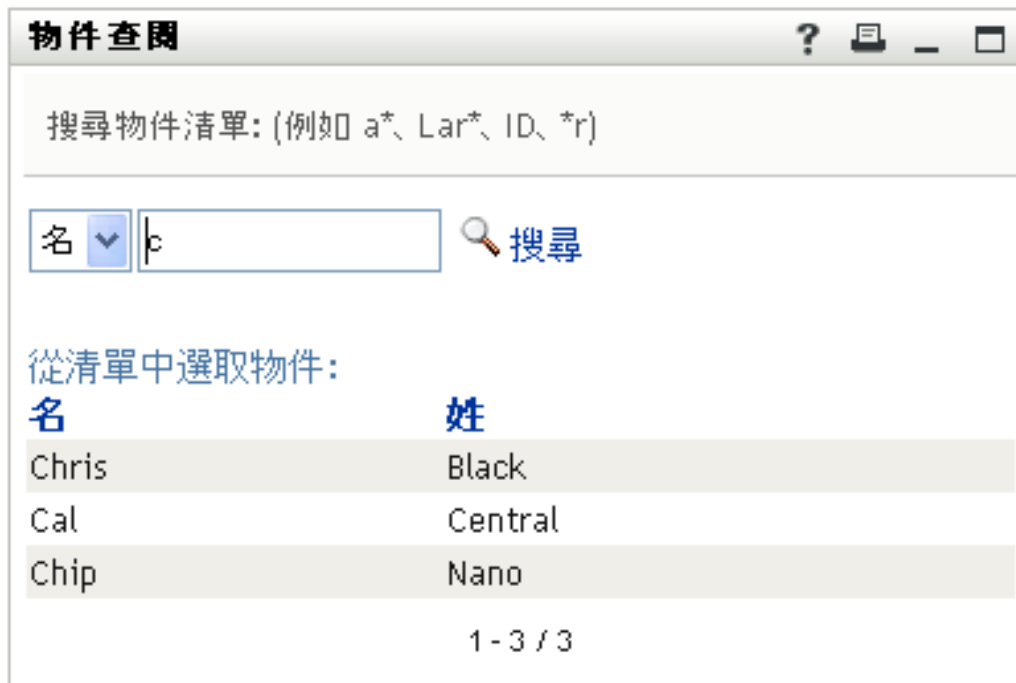 物件查閱 ?
搜尋物件清單: (例如 a*、Lar*、ID、*r)
名 c 搜尋
從清單中選取物件:
名 姓
Chris Black
Cal Central
Chip Nano
1 - 3 / 3